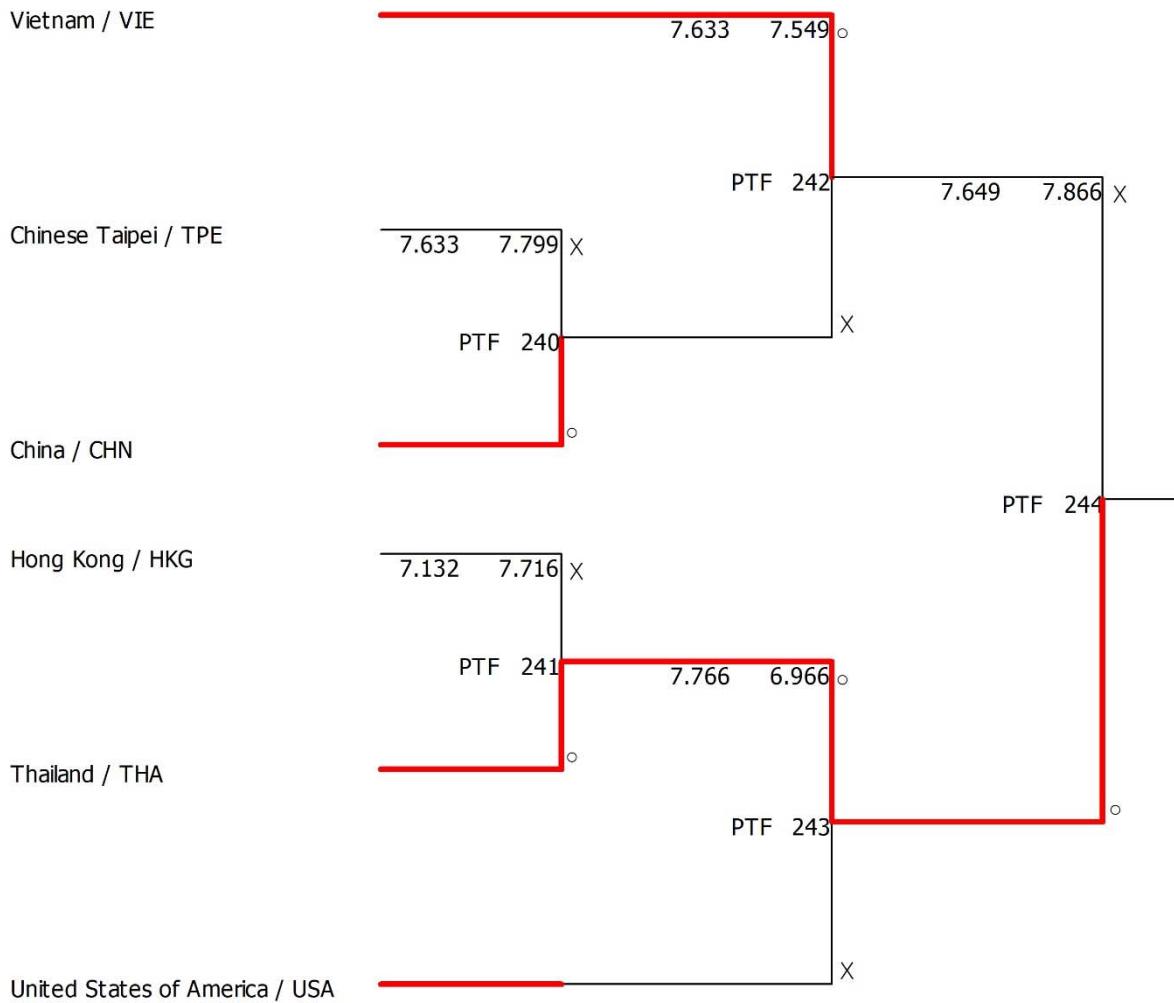 Vietnam / VIE
7.633 7.549 ○
PTF 242
7.649 7.866 X
Chinese Taipei / TPE
7.633 7.799 X
PTF 240
X
China / CHN
○
PTF 244
Hong Kong / HKG
7.132 7.716 X
PTF 241
7.766 6.966 ○
Thailand / THA
○
PTF 243
○
United States of America / USA
X